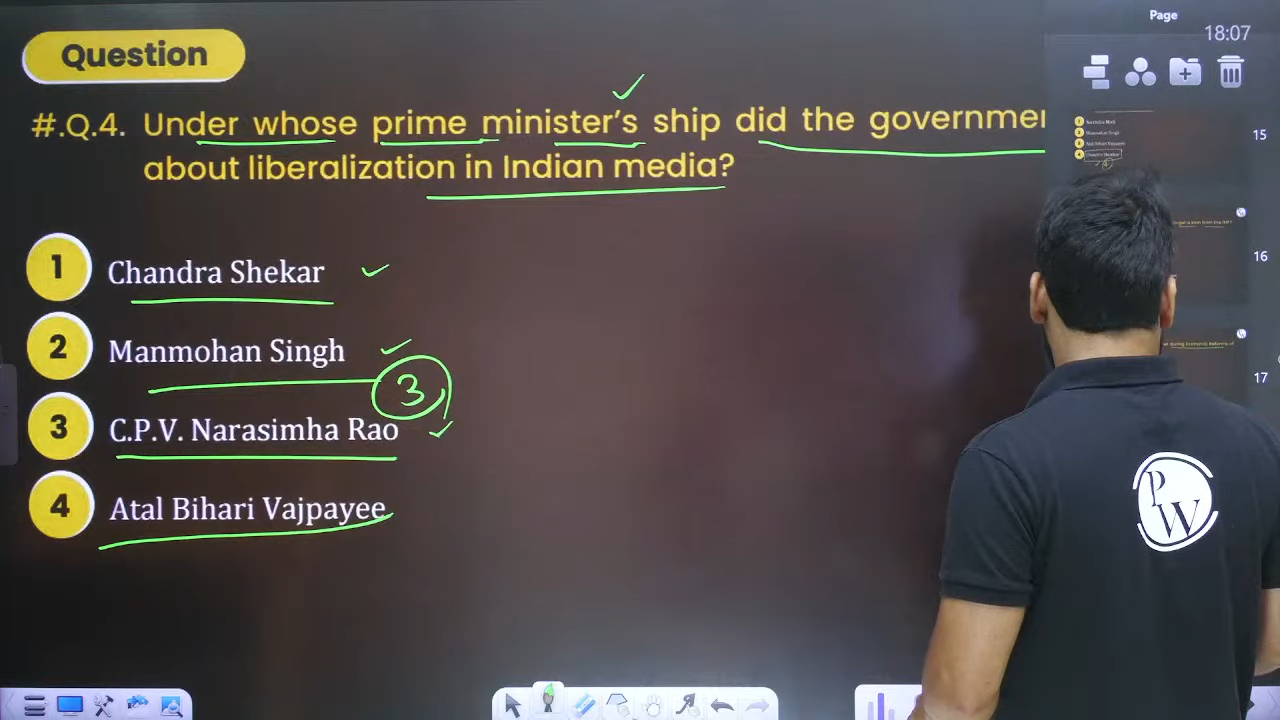 Page
18:07
Question
#.Q.4. Under whose prime minister's ship did the governmen
about liberalization in Indian media?
1 Chandra Shekar
2 Manmohan Singh
3
3 C.P.V. Narasimha Rao
4 Atal Bihari Vajpayee
15
16
17
PW